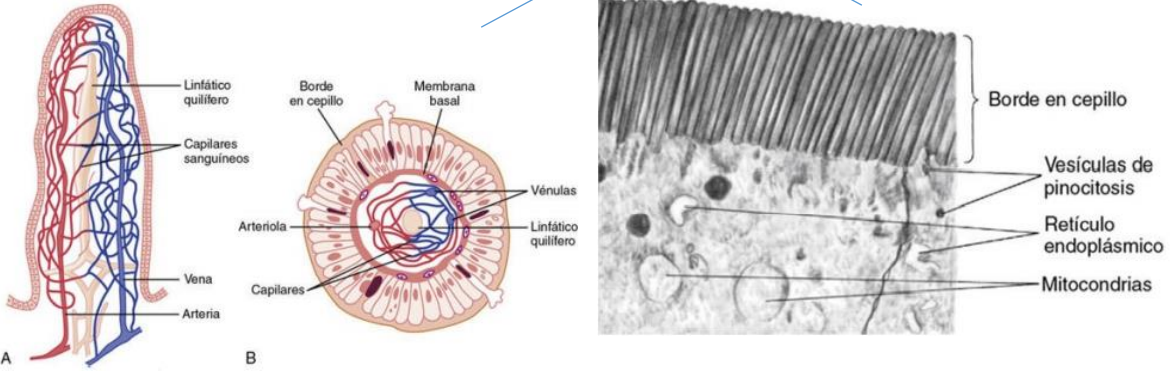 Linfático
quilífero
Capilares
sanguíneos
Vena
Arteria
A
Borde
en cepillo
Membrana
basal
Arteriola
Vénulas
Linfático
quilífero
Capilares
B
Borde en cepillo
Vesículas de
pinocitosis
Retículo
endoplásmico
Mitocondrias